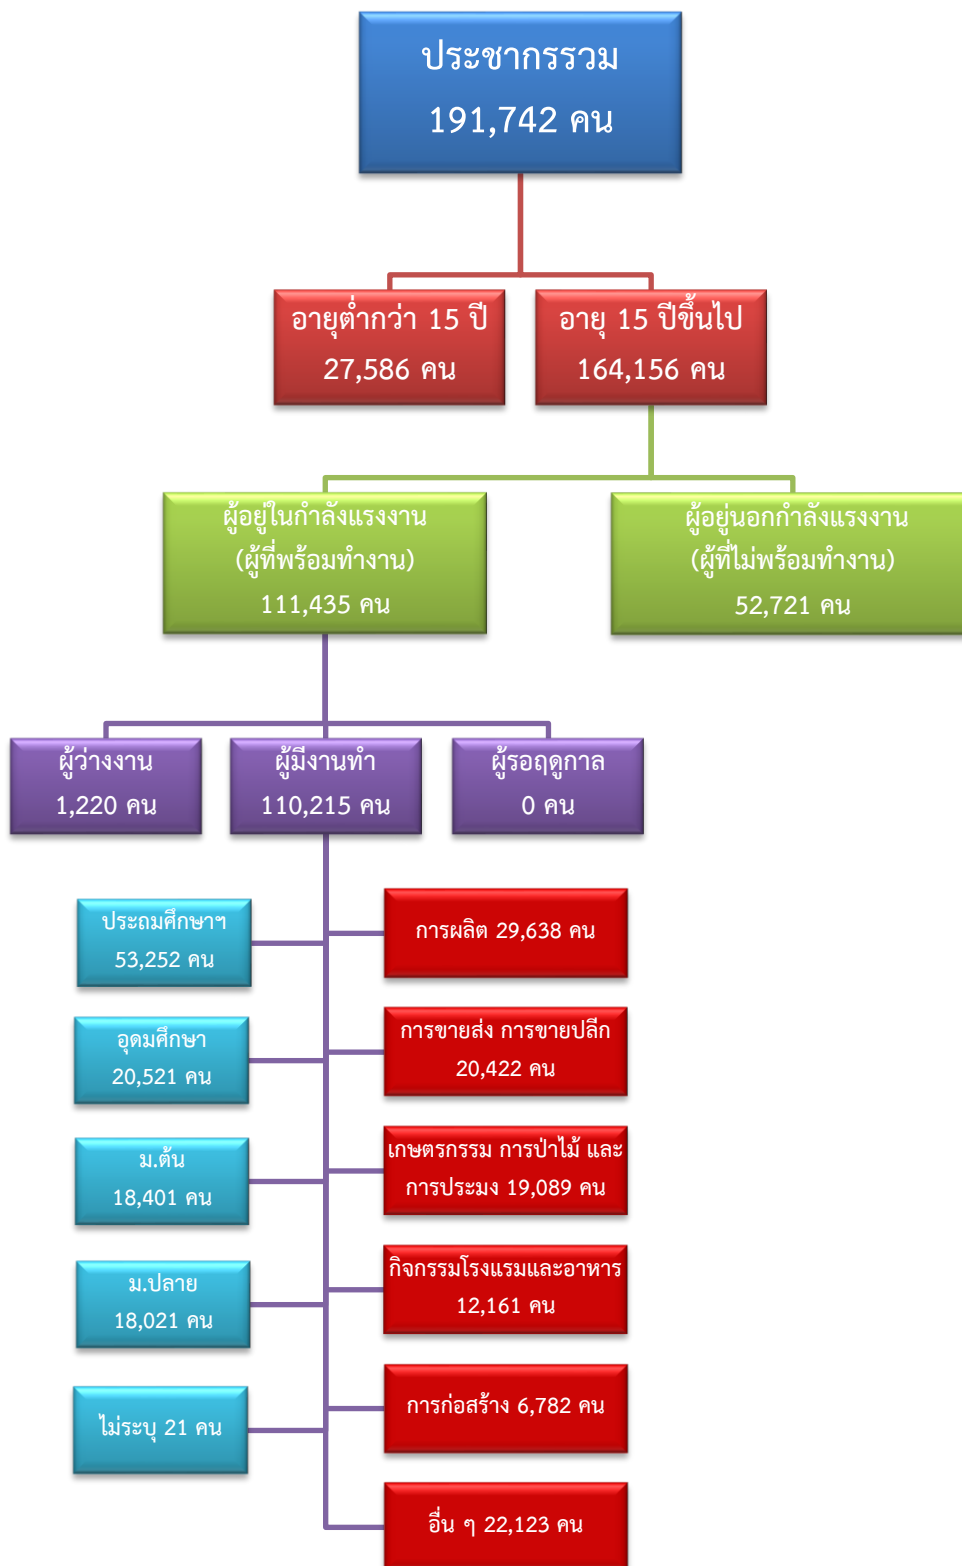 ประชากรรวม
191,742 คน
อายุต่ำกว่า 15 ปี
27,586 คน
อายุ 15 ปีขึ้นไป
164,156 คน
ผู้อยู่ในกำลังแรงงาน
(ผู้ที่พร้อมทำงาน)
111,435 คน
ผู้อยู่นอกกำลังแรงงาน
(ผู้ที่ไม่พร้อมทำงาน)
52,721 คน
ผู้ว่างงาน
1,220 คน
ผู้มีงานทำ
110,215 คน
ผู้รอฤดูกาล
0 คน
ประถมศึกษาฯ
53,252 คน
อุดมศึกษา
20,521 คน
ม.ต้น
18,401 คน
ม.ปลาย
18,021 คน
ไม่ระบุ 21 คน
การผลิต 29,638 คน
การขายส่ง การขายปลีก
20,422 คน
เกษตรกรรม การป่าไม้ และ
การประมง 19,089 คน
กิจกรรมโรงแรมและอาหาร
12,161 คน
การก่อสร้าง 6,782 คน
อื่น ๆ 22,123 คน